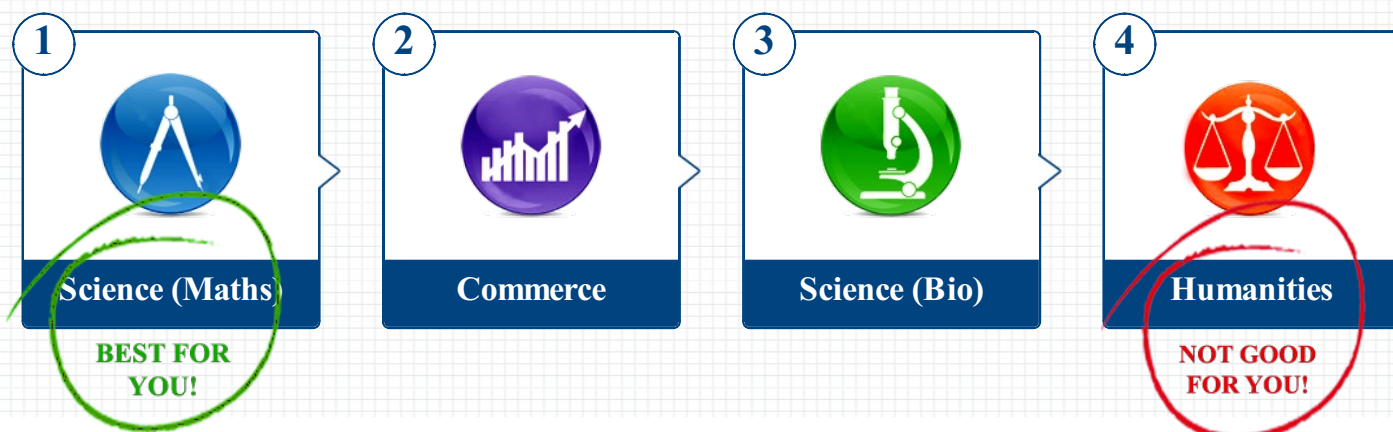 1
2
3
4
Science (Maths)
Commerce
Science (Bio)
Humanities
BEST FOR
YOU!
NOT GOOD
FOR YOU!